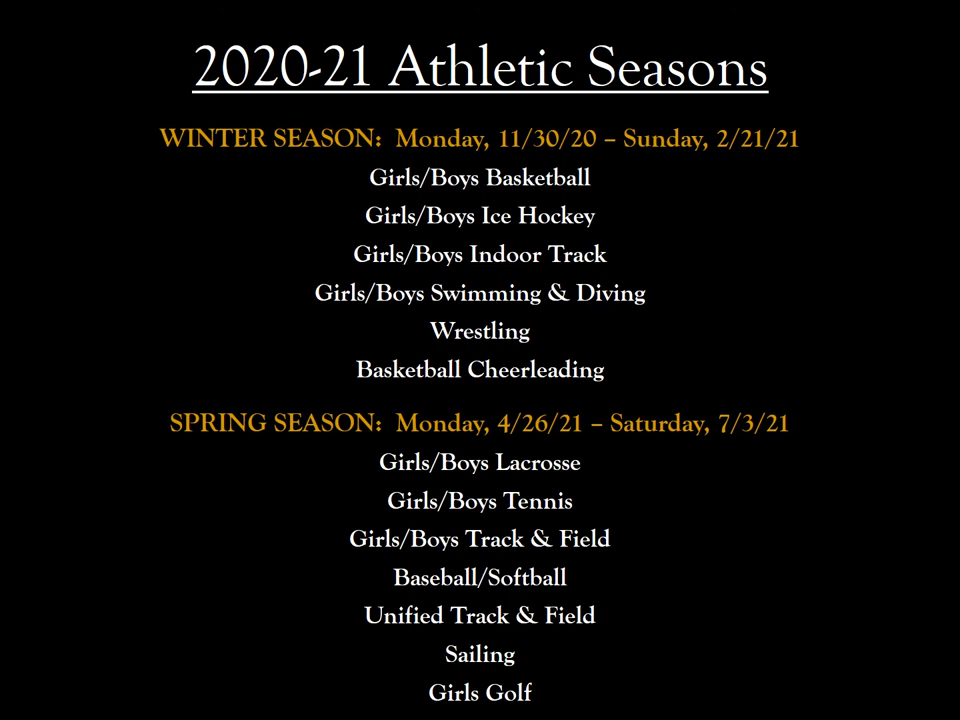 2020-21 Athletic Seasons
WINTER SEASON: Monday, 11/30/20 – Sunday, 2/21/21
Girls/Boys Basketball
Girls/Boys Ice Hockey
Girls/Boys Indoor Track
Girls/Boys Swimming & Diving
Wrestling
Basketball Cheerleading
SPRING SEASON: Monday, 4/26/21 – Saturday, 7/3/21
Girls/Boys Lacrosse
Girls/Boys Tennis
Girls/Boys Track & Field
Baseball/Softball
Unified Track & Field
Sailing
Girls Golf